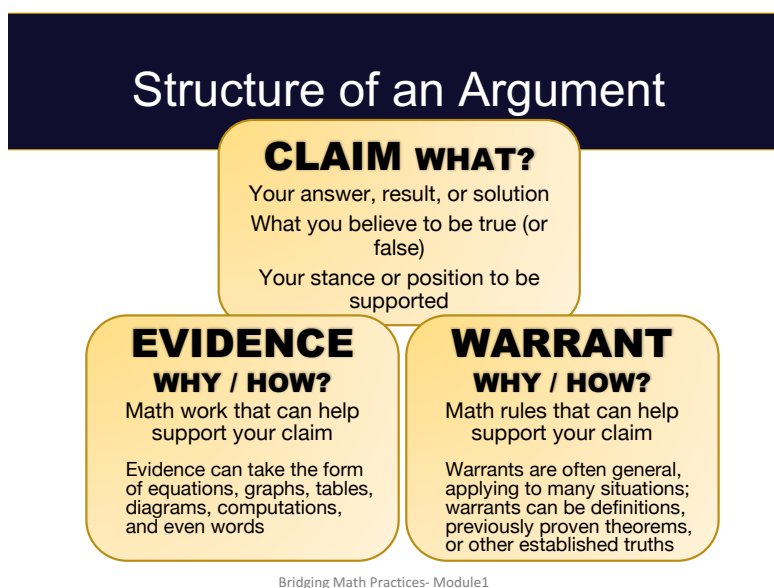 Structure of an Argument
CLAIM WHAT?
Your answer, result, or solution
What you believe to be true (or
false)
Your stance or position to be
supported
EVIDENCE
WHY / HOW?
Math work that can help
support your claim
Evidence can take the form
of equations, graphs, tables,
diagrams, computations,
and even words
WARRANT
WHY / HOW?
Math rules that can help
support your claim
Warrants are often general,
applying to many situations;
warrants can be definitions,
previously proven theorems,
or other established truths
Bridging Math Practices- Module1